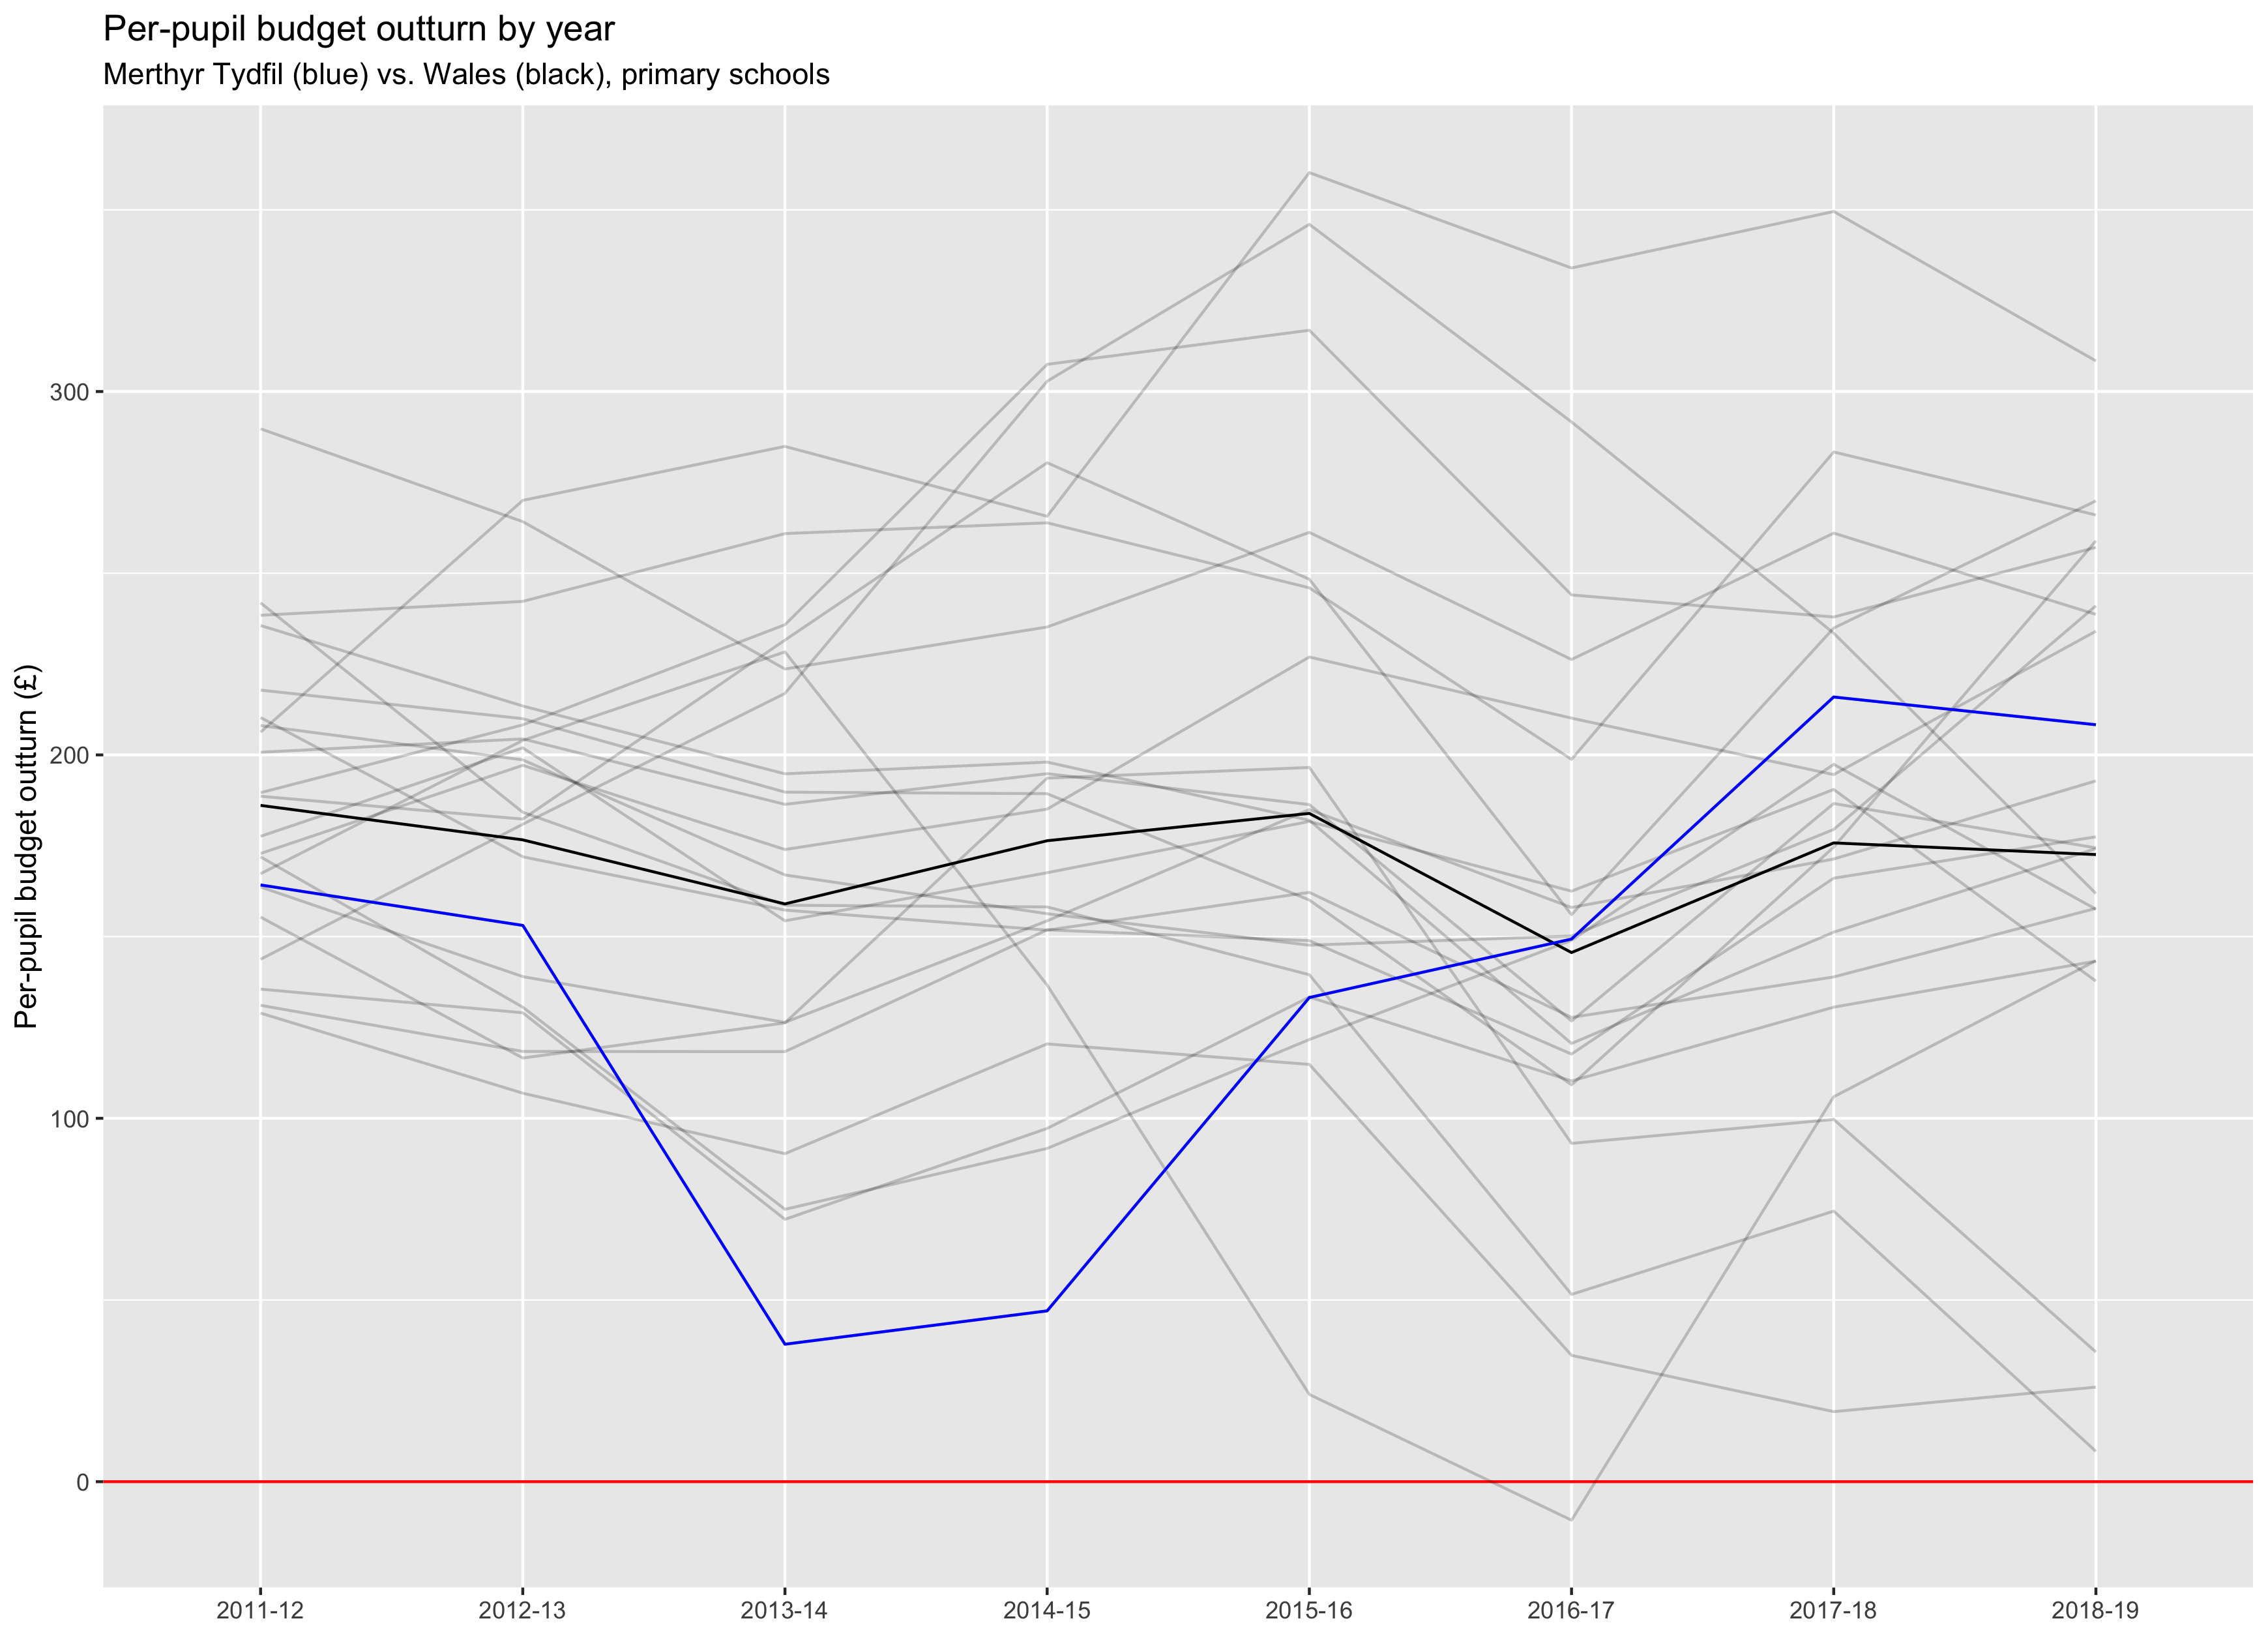 Per-pupil budget outturn by year
Merthyr Tydfil (blue) vs. Wales (black), primary schools
Per-pupil budget outturn (£)
300
200
100
0
2011-12 2012-13 2013-14 2014-15 2015-16 2016-17 2017-18 2018-19